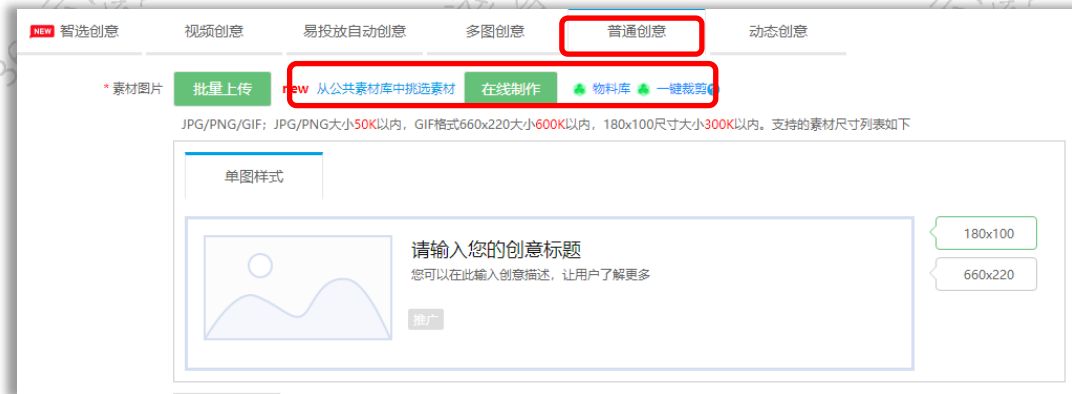 NEW 智选创意 视频创意 易投放自动创意 多图创意 普通创意 动态创意
* 素材图片 批量上传 new 从公共素材库中挑选素材 在线制作 物料库 一键裁剪
JPG/PNG/GIF；JPG/PNG大小50K以内，GIF格式660x220大小600K以内，180x100尺寸大小300K以内。支持的素材尺寸列表如下
单图样式
请输入您的创意标题
180x100
您可以在此输入创意描述，让用户了解更多
660x220
推广